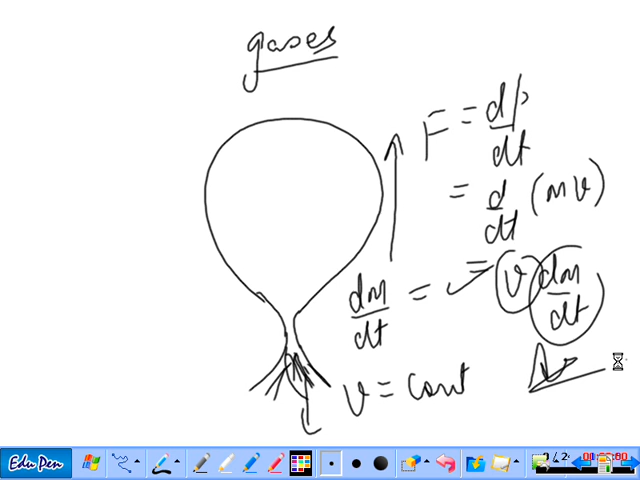 gases
F = dp/dt
= d/dt (mv)
= v dm/dt
dm/dt = ✓
v = const
Edu Pen